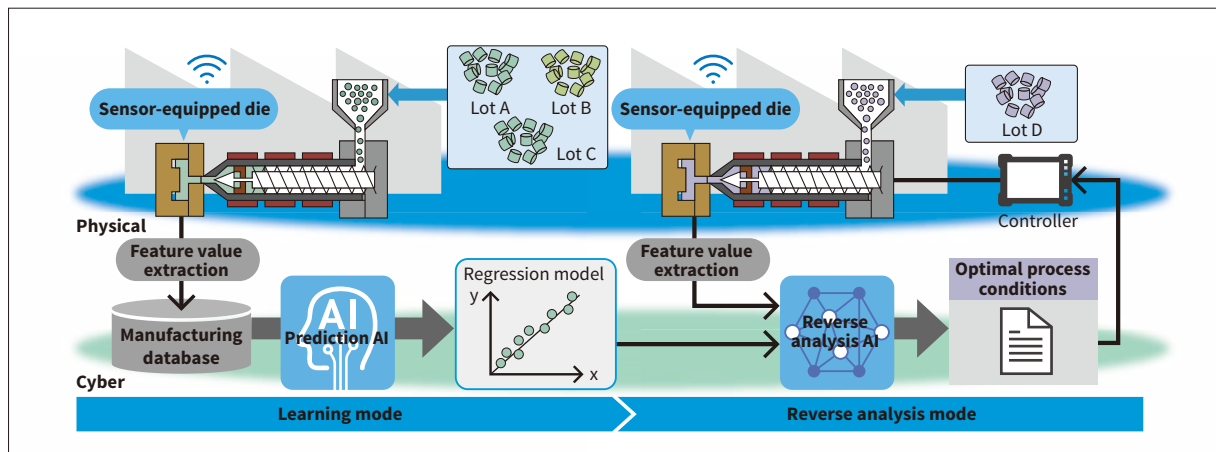 Sensor-equipped die
Lot A
Lot B
Lot C
Sensor-equipped die
Lot D
Physical
Controller
Feature value
extraction
Feature value
extraction
Manufacturing
database
AI
Prediction AI
Regression model
y
x
Reverse
analysis AI
Optimal process
conditions
Cyber
Learning mode
Reverse analysis mode